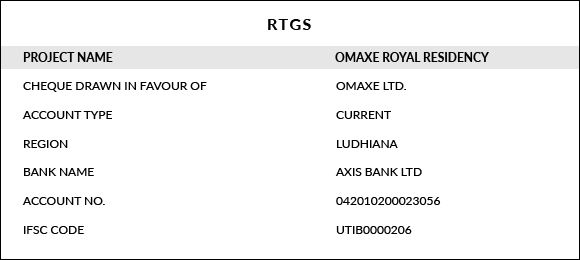 RTGS
PROJECT NAME OMAXE ROYAL RESIDENCY
CHEQUE DRAWN IN FAVOUR OF OMAXE LTD.
ACCOUNT TYPE CURRENT
REGION LUDHIANA
BANK NAME AXIS BANK LTD
ACCOUNT NO. 042010200023056
IFSC CODE UTIB0000206